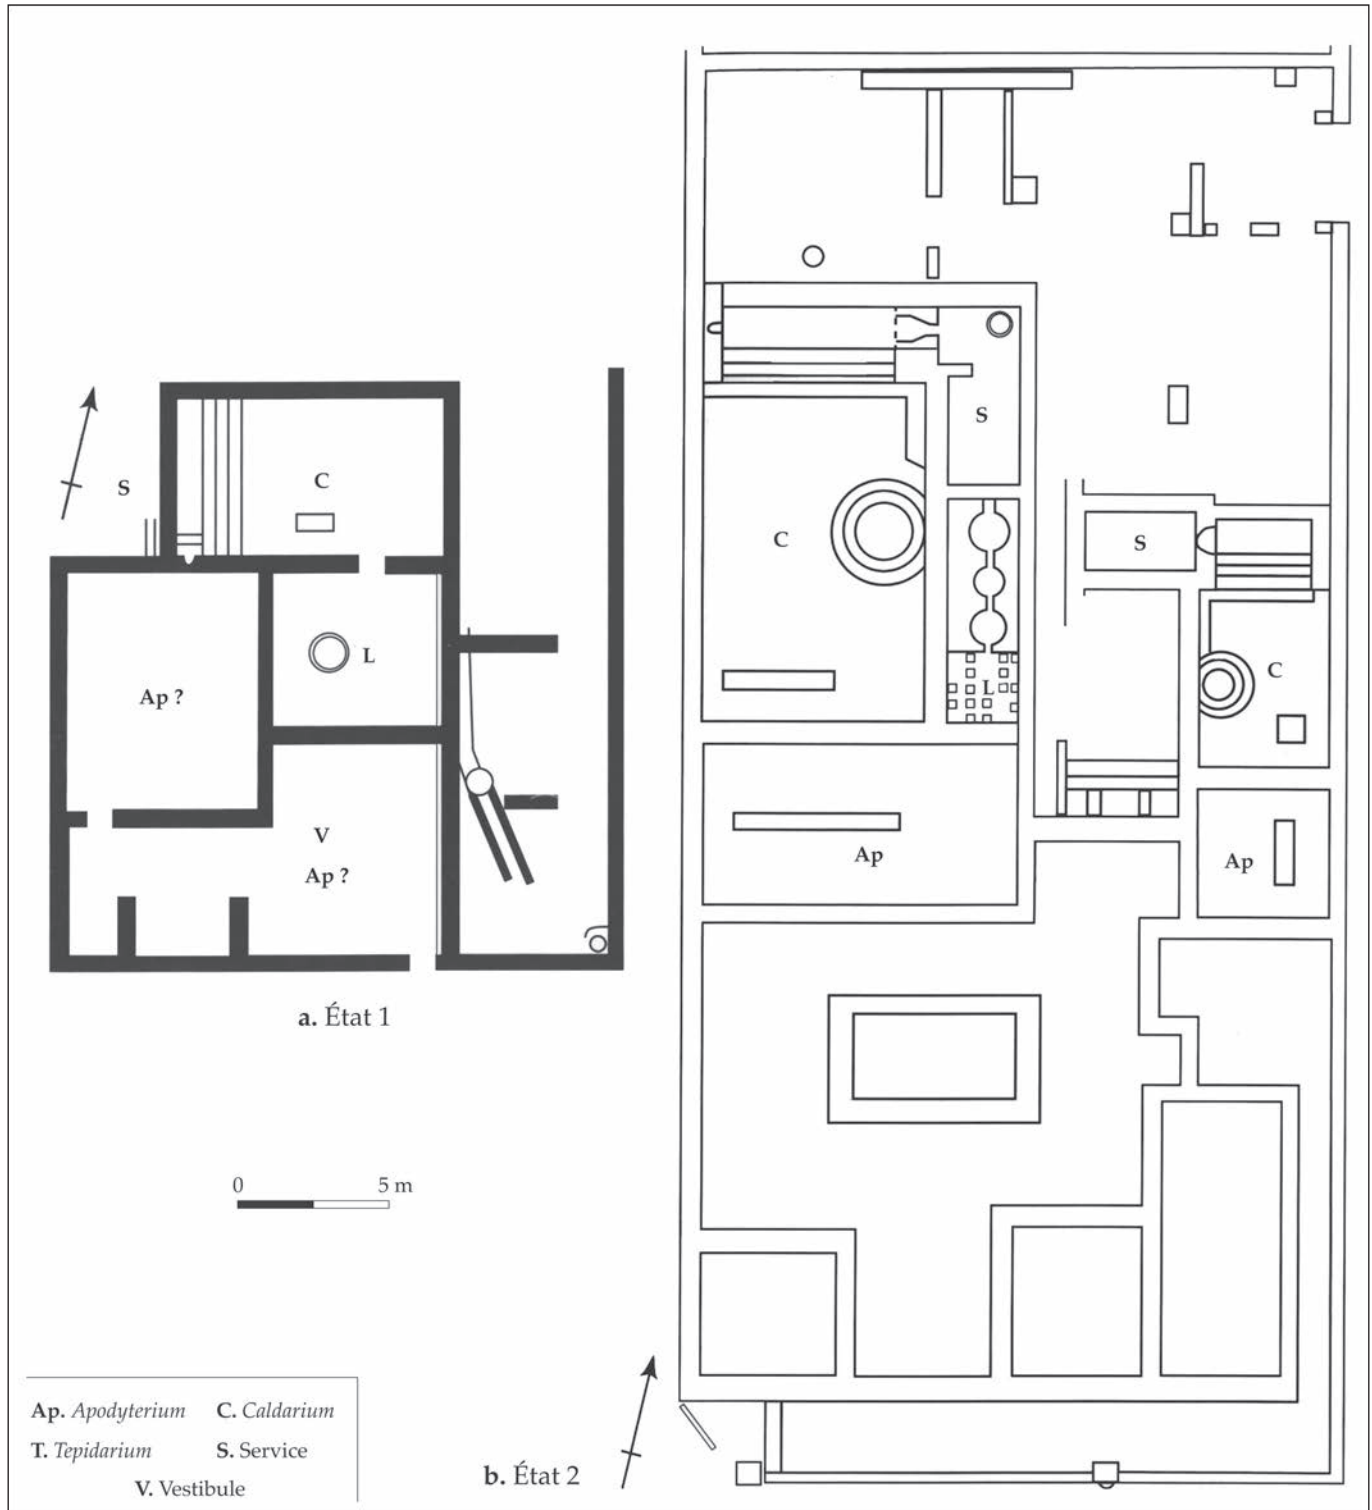 S
C
L
Ap ?
V
Ap ?
a. État 1
0 5 m
S
C
S
L
C
Ap
Ap
b. État 2
Ap. Apodyterium C. Caldarium
T. Tepidarium S. Service
V. Vestibule